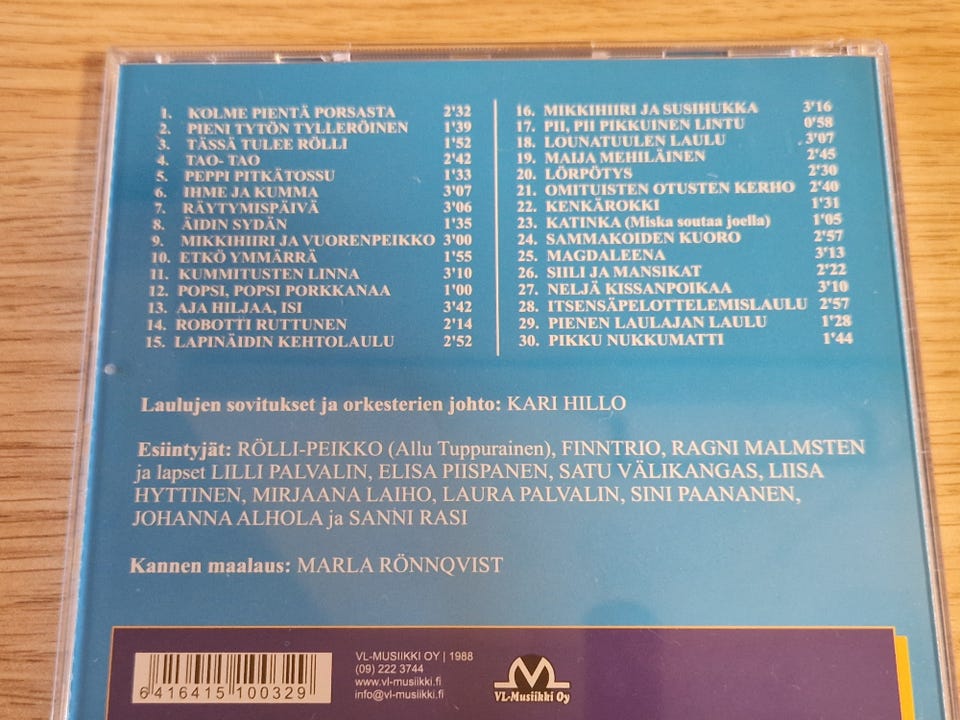 1. KOLME PIENTÄ PORSASTA 2'32
2. PIENI TYTÖN TYLLERÖINEN 1'39
3. TÄSSÄ TULEE RÖLLI 1'52
4. TAO- TAO 2'42
5. PEPPI PITKÄTOSSU 1'33
6. IHME JA KUMMA 3'07
7. RÄYTYMISPÄIVÄ 3'06
8. ÄIDIN SYDÄN 1'35
9. MIKKIHIIRI JA VUORENPEIKKO 3'00
10. ETKÖ YMMÄRRÄ 1'55
11. KUMMITUSTEN LINNA 3'10
12. POPSI, POPSI PORKKANAA 1'00
13. AJA HILJAA, ISI 3'42
14. ROBOTTI RUTTUNEN 2'14
15. LAPINÄIDIN KEHTOLAULU 2'52
16. MIKKIHIIRI JA SUSIHUKKA 3'16
17. PII, PII PIKKUINEN LINTU 0'58
18. LOUNATUULEN LAULU 3'07
19. MAIJA MEHILÄINEN 2'45
20. LÖRPÖTYS 2'30
21. OMITUISTEN OTUSTEN KERHO 2'40
22. KENKÄROKKI 1'31
23. KATINKA (Miska soutaa joella) 1'05
24. SAMMAKOIDEN KUORO 2'57
25. MAGDALEENA 3'13
26. SIILI JA MANSIKAT 2'22
27. NELJÄ KISSANPOIKAA 3'10
28. ITSENSÄPELOTTELEMISLAULU 2'57
29. PIENEN LAULAJAN LAULU 1'28
30. PIKKU NUKKUMATTI 1'44
Laulujen sovitukset ja orkesterien johto: KARI HILLO
Esiintyjät: RÖLLI-PEIKKO (Allu Tuppurainen), FINNTRIO, RAGNI MALMSTEN
ja lapset LILLI PALVALIN, ELISA PIISPANEN, SATU VÄLIKANGAS, LIISA
HYTTINEN, MIRJAANA LAIHO, LAURA PALVALIN, SINI PAANANEN,
JOHANNA ALHOLA ja SANNI RASI
Kannen maalaus: MARLA RÖNNQVIST
6 416415 100329
VL-MUSIIKKI OY | 1988
(09) 222 3744
www.vl-musiikki.fi
info@vl-musiikki.fi
VL-Musiikki Oy